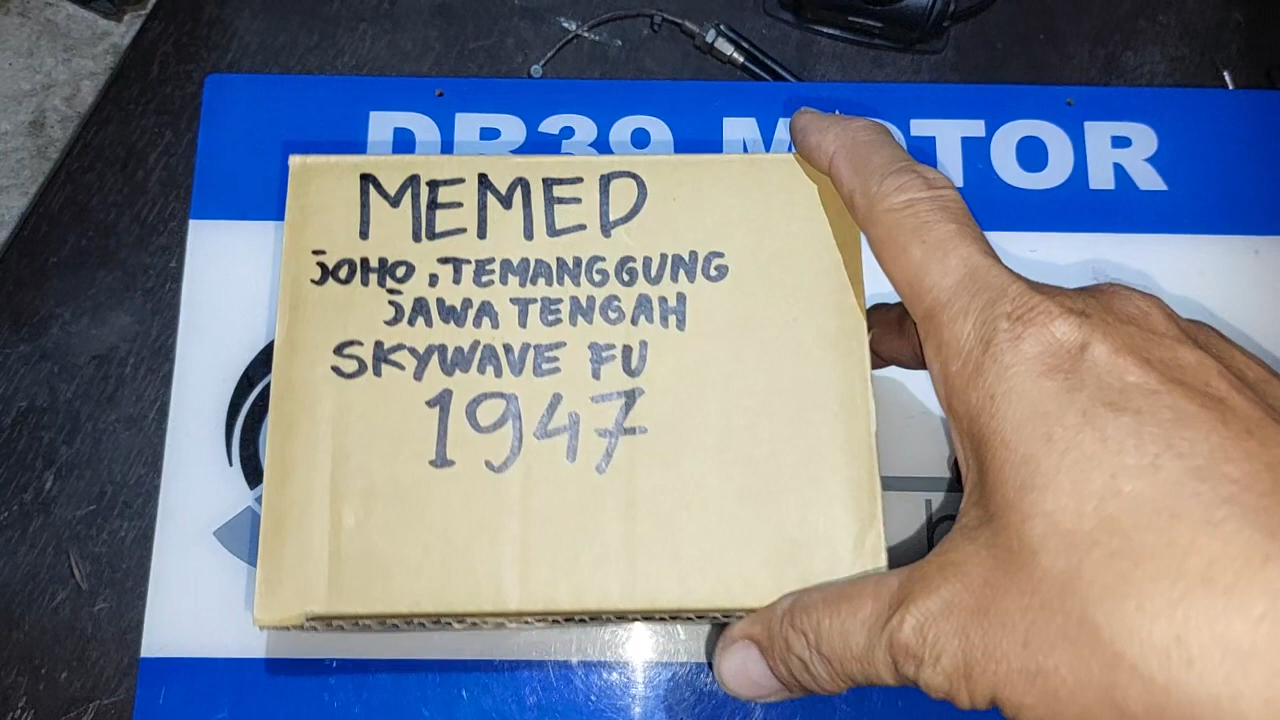 DR39 MOTOR
MEMED
JOHO, TEMANGGUNG
JAWA TENGAH
SKYWAVE FU
1947